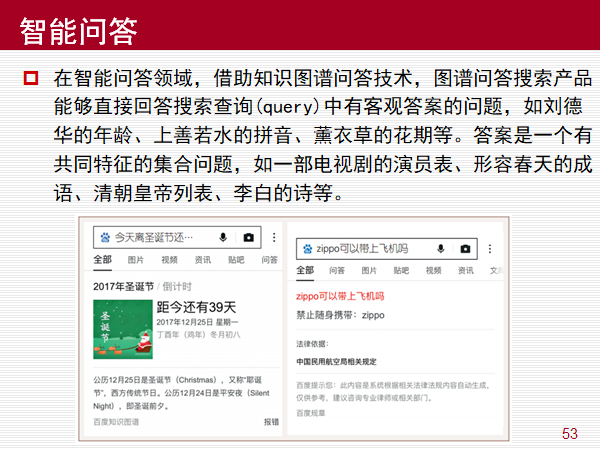 智能问答
在智能问答领域，借助知识图谱问答技术，图谱问答搜索产品
能够直接回答搜索查询(query)中有客观答案的问题，如刘德
华的年龄、上善若水的拼音、薰衣草的花期等。答案是一个有
共同特征的集合问题，如一部电视剧的演员表、形容春天的成
语、清朝皇帝列表、李白的诗等。
今天离圣诞节还…
全部 图片 视频 资讯 贴吧 问答
2017年圣诞节 / 倒计时
圣诞节
距今还有39天
2017年12月25日 星期一
丁酉年（鸡年）冬月初八
公历12月25日是圣诞节（Christmas），又称“耶诞
节”，西方传统节日。公历12月24日是平安夜（Silent
Night），即圣诞前夕。
百度知识图谱 报错
zippo可以带上飞机吗
全部 问答 图片 贴吧 视频 资讯 文
zippo可以带上飞机吗
禁止随身携带：zippo
法律依据：
中国民用航空局相关规定
百度提示您：此内容是系统根据相关法律法规内容自动生成，
仅供参考，建议咨询专业律师或相关部门。
百度规章
53